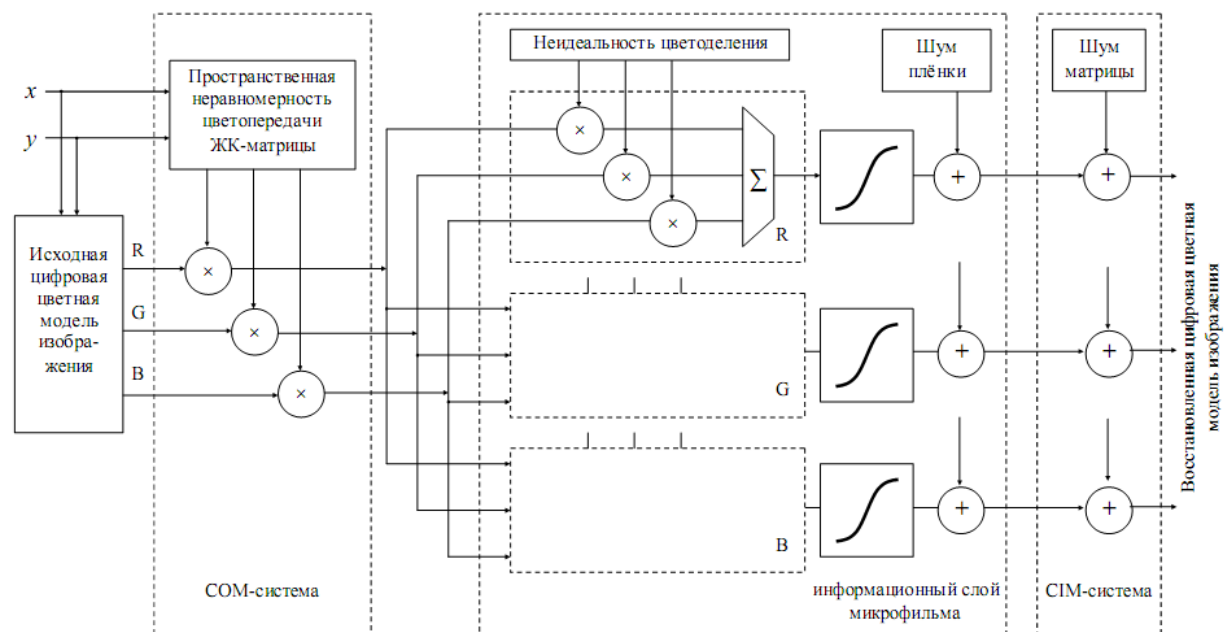 x
y
Пространственная
неравномерность
цветопередачи
ЖК-матрицы
Исходная
цифровая
цветная
модель
изобра-
жения
R
G
B
×
×
×
COM-система
Неидеальность цветоделения
×
×
×
Σ
R
G
B
Шум
плёнки
+
+
+
информационный слой
микрофильма
Шум
матрицы
+
+
+
CIM-система
Восстановленная цифровая цветная
модель изображения